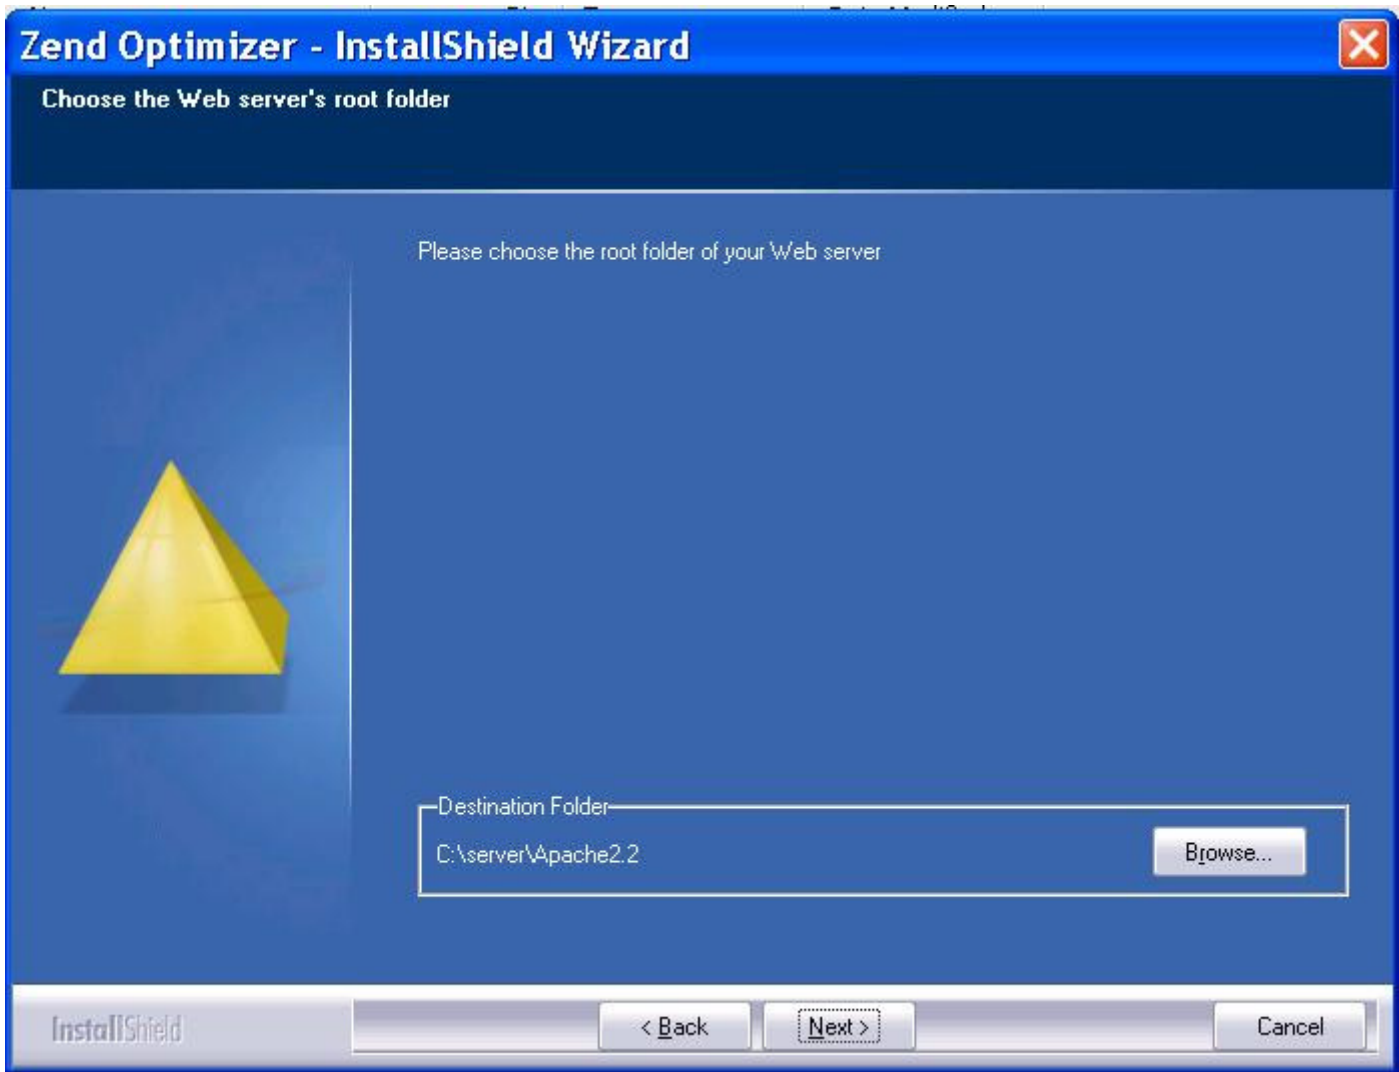 Zend Optimizer - InstallShield Wizard
Choose the Web server's root folder
Please choose the root folder of your Web server
Destination Folder
C:\server\Apache2.2
Browse...
InstallShield
< Back
Next >
Cancel